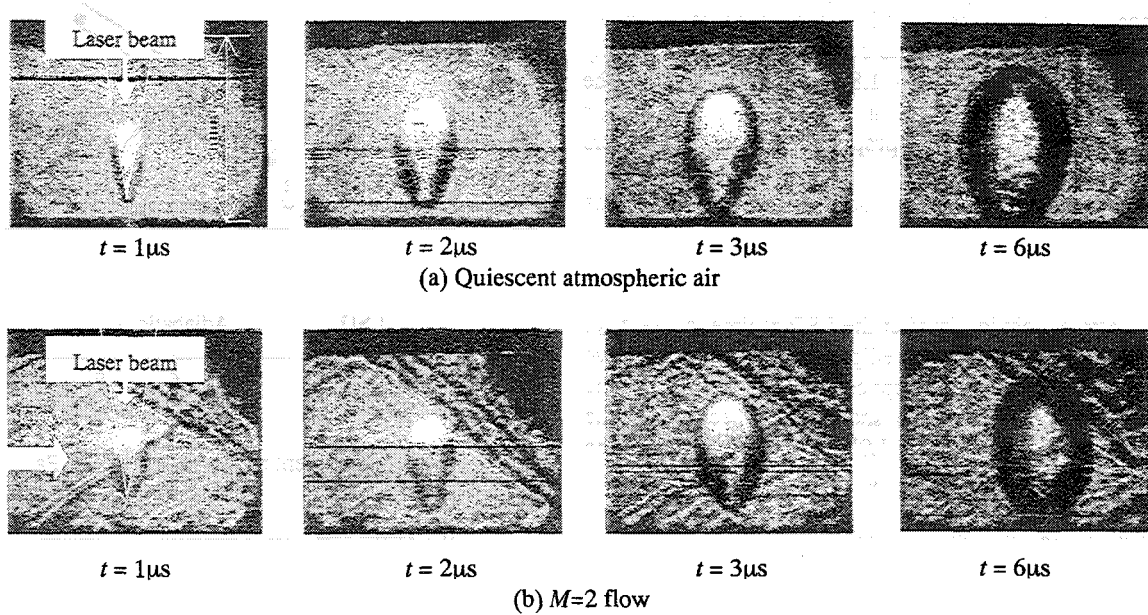 Laser beam
t = 1μs
t = 2μs
t = 3μs
t = 6μs
(a) Quiescent atmospheric air
Laser beam
t = 1μs
t = 2μs
t = 3μs
t = 6μs
(b) M=2 flow